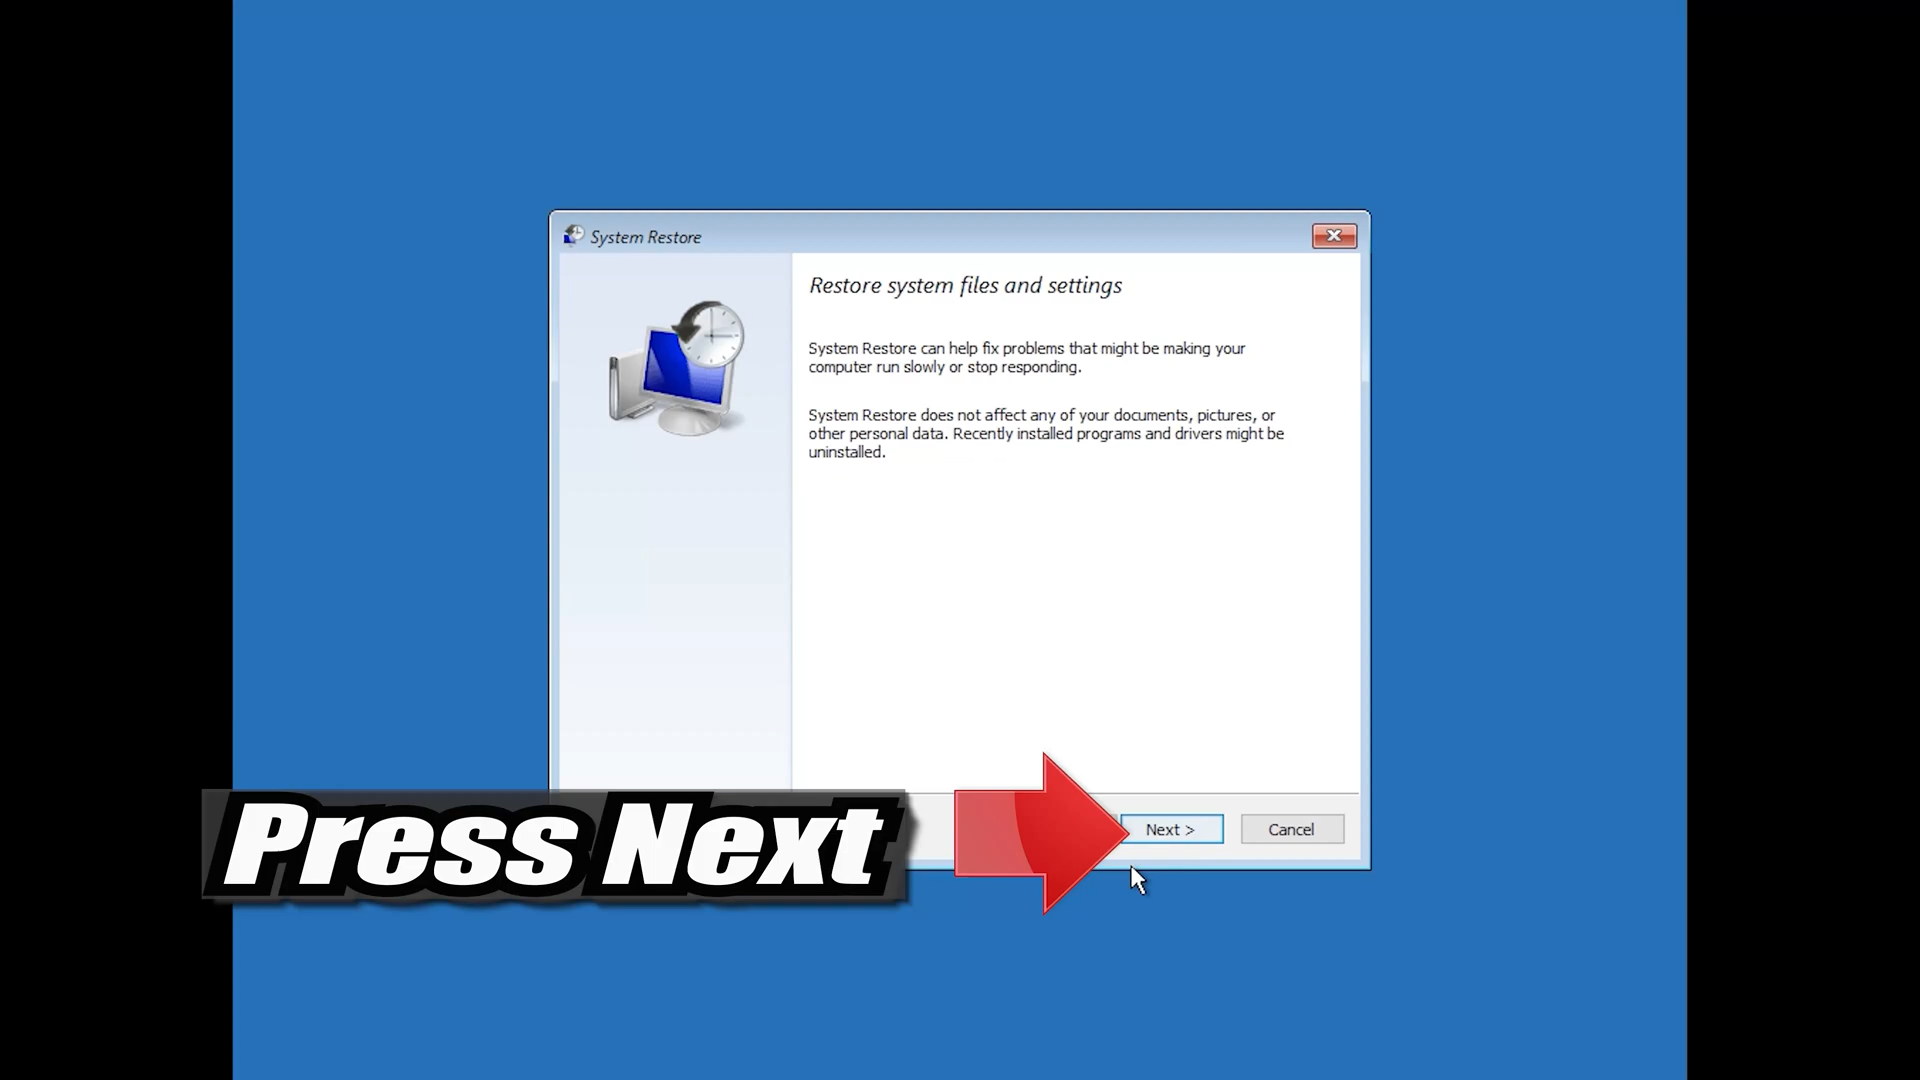 System Restore
Restore system files and settings
System Restore can help fix problems that might be making your
computer run slowly or stop responding.
System Restore does not affect any of your documents, pictures, or
other personal data. Recently installed programs and drivers might be
uninstalled.
Press Next
Next >
Cancel